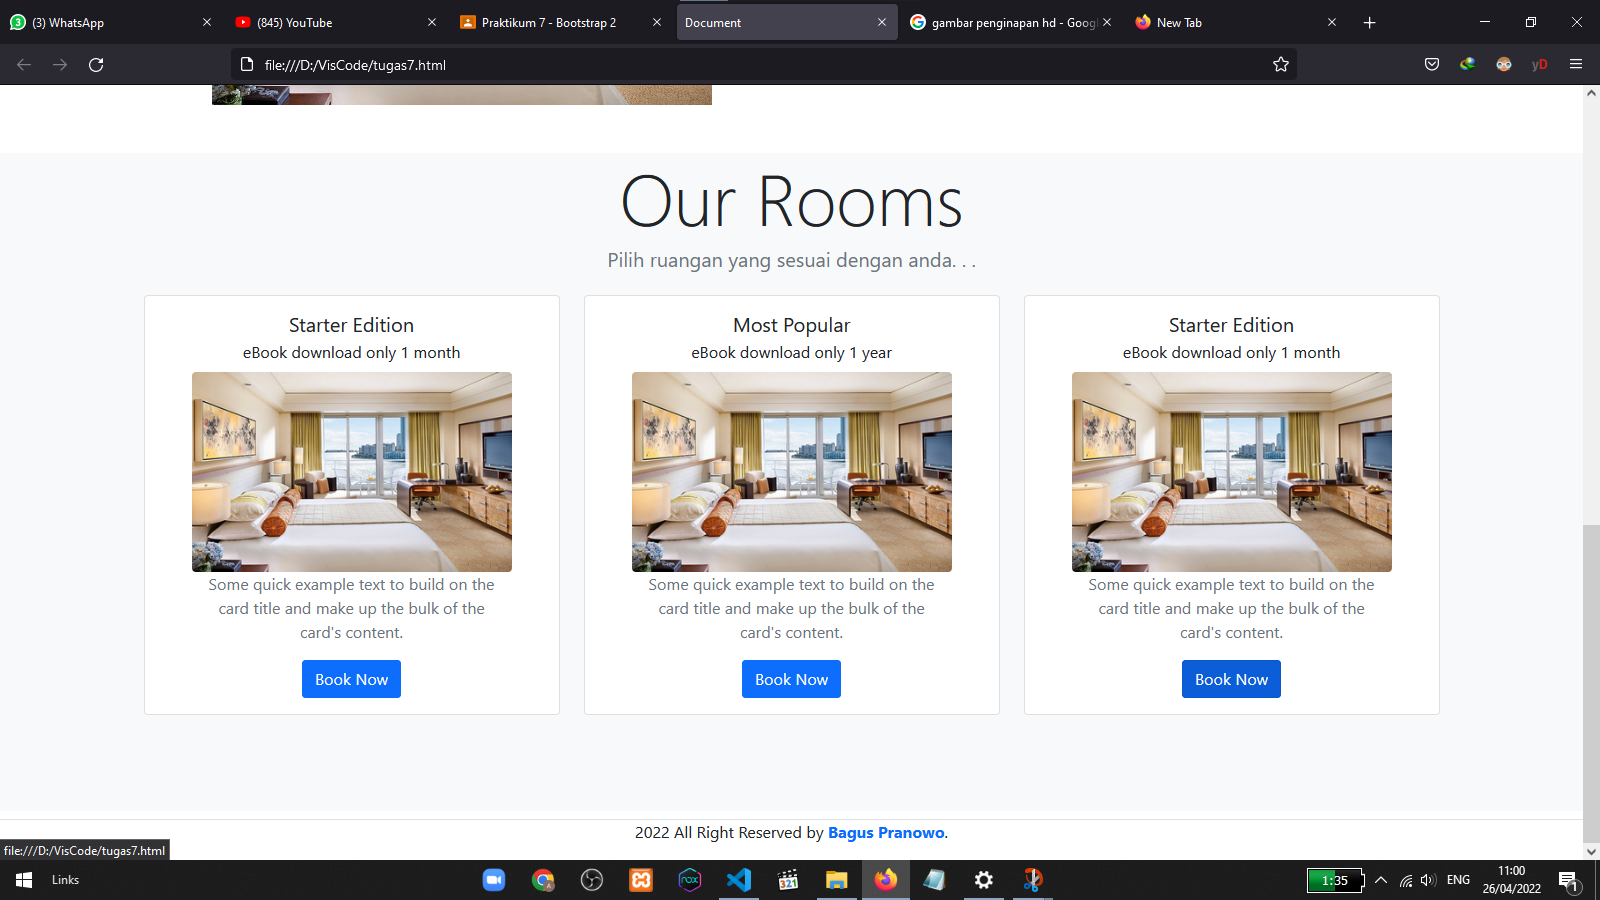 (3) WhatsApp
(845) YouTube
Praktikum 7 - Bootstrap 2
Document
gambar penginapan hd - Goog
New Tab
file:///D:/VisCode/tugas7.html
yD
Our Rooms
Pilih ruangan yang sesuai dengan anda. . .
Starter Edition
eBook download only 1 month
Some quick example text to build on the
card title and make up the bulk of the
card's content.
Book Now
Most Popular
eBook download only 1 year
Some quick example text to build on the
card title and make up the bulk of the
card's content.
Book Now
Starter Edition
eBook download only 1 month
Some quick example text to build on the
card title and make up the bulk of the
card's content.
Book Now
2022 All Right Reserved by Bagus Pranowo.
file:///D:/VisCode/tugas7.html
Links
nox
321
1:35
ENG
11:00
26/04/2022
1